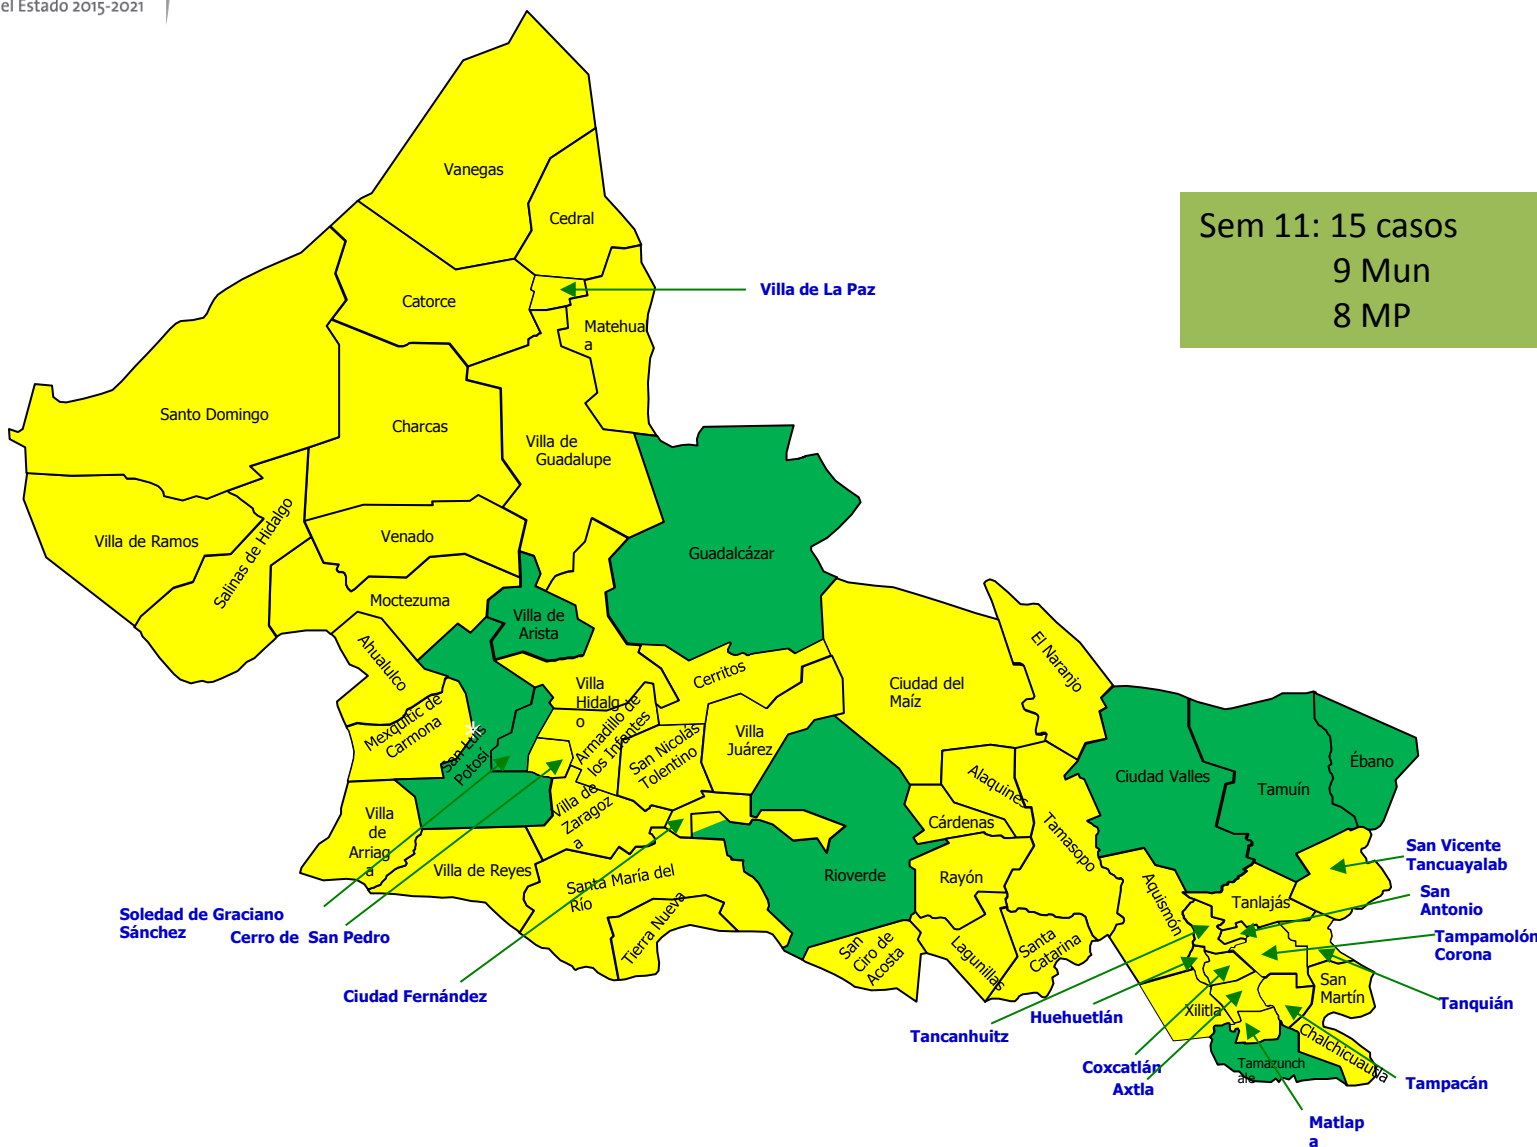 el Estado 2015-2021
Vanegas
Cedral
Sem 11: 15 casos
9 Mun
8 MP
Villa de La Paz
Catorce
Matehual
a
Santo Domingo
Charcas
Villa de
Guadalupe
Salinas de Hidalgo
Villa de Ramos
Venado
Guadalcázar
Moctezuma
Villa de
Arista
Ahualulco
El Naranjo
Cerritos
Villa
Hidalg
o
Ciudad del
Maíz
Mexquitic de
Carmona
Armadillo de
los Infantes
San Luis
Potosí
San Nicolás
Tolentino
Villa
Juárez
Ciudad Valles
Tamuín
Ébano
Alaquines
Villa
de
Arriag
a
Villa de
Zaragoz
a
Cárdenas
Tamasopo
San Vicente
Tancuayalab
Villa de Reyes
Santa María del
Río
Rioverde
Rayón
Aquismón
Tanlajás
San
Antonio
Soledad de Graciano
Sánchez
Cerro de San Pedro
Tierra Nueva
San
Ciro de
Acosta
Lagunillas
Santa
Catarina
Tampamolón
Corona
Ciudad Fernández
San
Martín
Tanquián
Xilitla
Huehuetlán
Tancanhuitz
Chalchicuautla
Coxcatlán
Axtla
Tamazunch
ale
Tampacán
Matlap
a